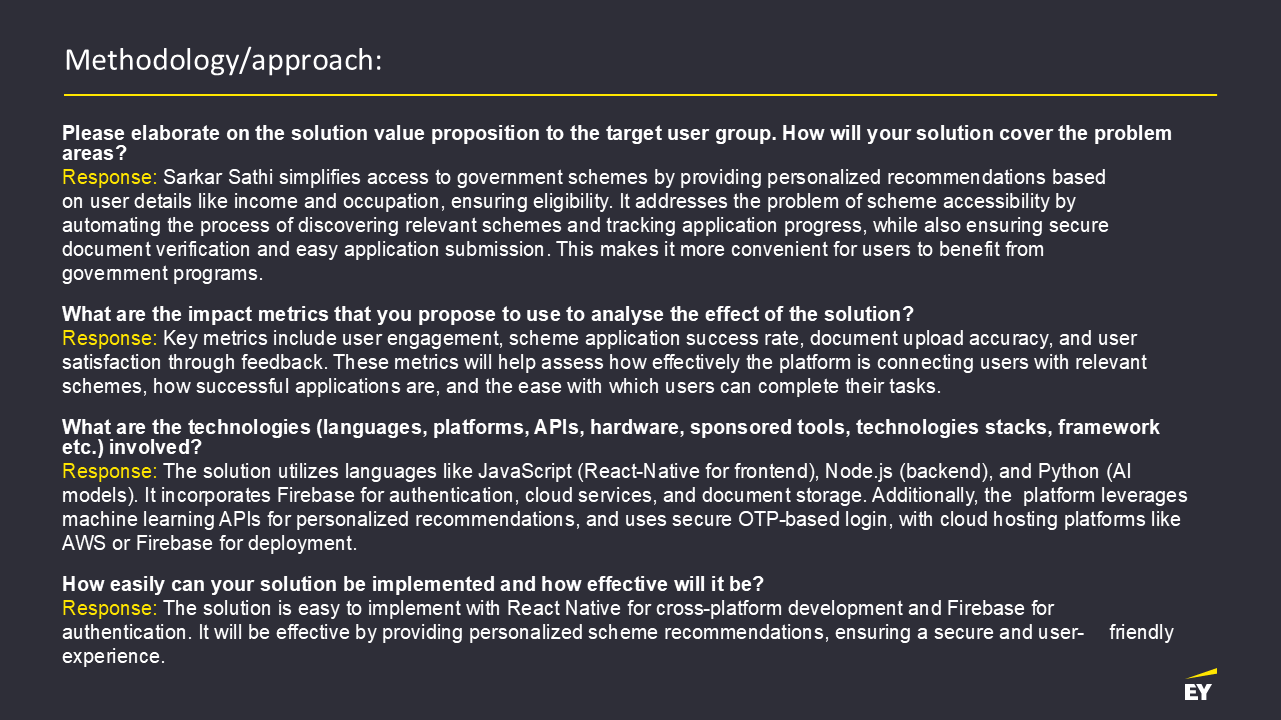 Methodology/approach:
Please elaborate on the solution value proposition to the target user group. How will your solution cover the problem
areas?
Response: Sarkar Sathi simplifies access to government schemes by providing personalized recommendations based
on user details like income and occupation, ensuring eligibility. It addresses the problem of scheme accessibility by
automating the process of discovering relevant schemes and tracking application progress, while also ensuring secure
document verification and easy application submission. This makes it more convenient for users to benefit from
government programs.
What are the impact metrics that you propose to use to analyse the effect of the solution?
Response: Key metrics include user engagement, scheme application success rate, document upload accuracy, and user
satisfaction through feedback. These metrics will help assess how effectively the platform is connecting users with relevant
schemes, how successful applications are, and the ease with which users can complete their tasks.
What are the technologies (languages, platforms, APIs, hardware, sponsored tools, technologies stacks, framework
etc.) involved?
Response: The solution utilizes languages like JavaScript (React-Native for frontend), Node.js (backend), and Python (AI
models). It incorporates Firebase for authentication, cloud services, and document storage. Additionally, the  platform leverages
machine learning APIs for personalized recommendations, and uses secure OTP-based login, with cloud hosting platforms like
AWS or Firebase for deployment.
How easily can your solution be implemented and how effective will it be?
Response: The solution is easy to implement with React Native for cross-platform development and Firebase for
authentication. It will be effective by providing personalized scheme recommendations, ensuring a secure and user-    friendly
experience.
EY